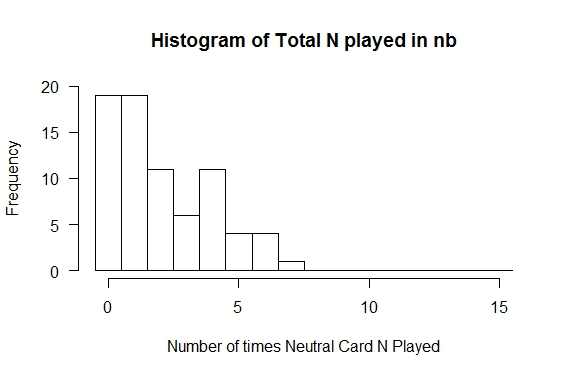 Histogram of Total N played in nb
Frequency
20
15
10
5
0
0 5 10 15
Number of times Neutral Card N Played